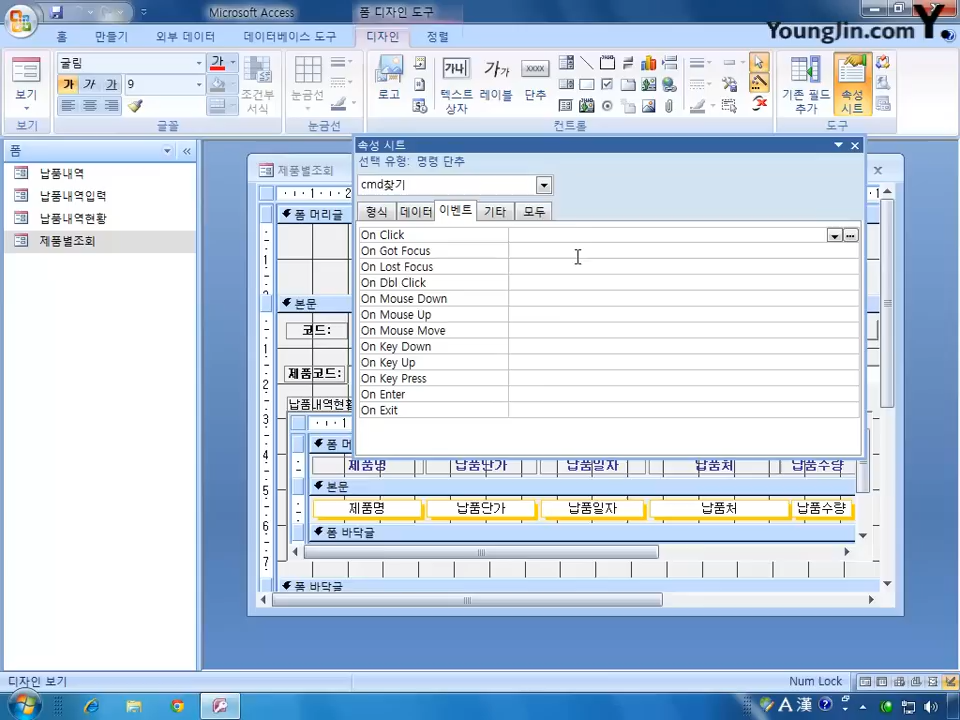 Microsoft Access
폼 디자인 도구
홈
만들기
외부 데이터
데이터베이스 도구
디자인
정렬
YoungJin.com Y
보기
굴림
가
가 가 가
9
조건부
서식
눈금선
로고
가나
텍스트
상자
가가
레이블
XXXX
단추
기존 필드
추가
속성
시트
보기
글꼴
눈금선
컨트롤
도구
폼
납품내역
납품내역입력
납품내역현황
제품별조회
제품별조회
폼 머리글
본문
코드:
제품코드:
납품내역현황
속성 시트
선택 유형: 명령 단추
cmd찾기
형식
데이터
이벤트
기타
모두
On Click
On Got Focus
On Lost Focus
On Dbl Click
On Mouse Down
On Mouse Up
On Mouse Move
On Key Down
On Key Up
On Key Press
On Enter
On Exit
폼 머
제품명
납품단가
납품일자
납품처
납품수량
본문
제품명
납품단가
납품일자
납품처
납품수량
폼 바닥글
폼 바닥글
디자인 보기
Num Lock
A 漢